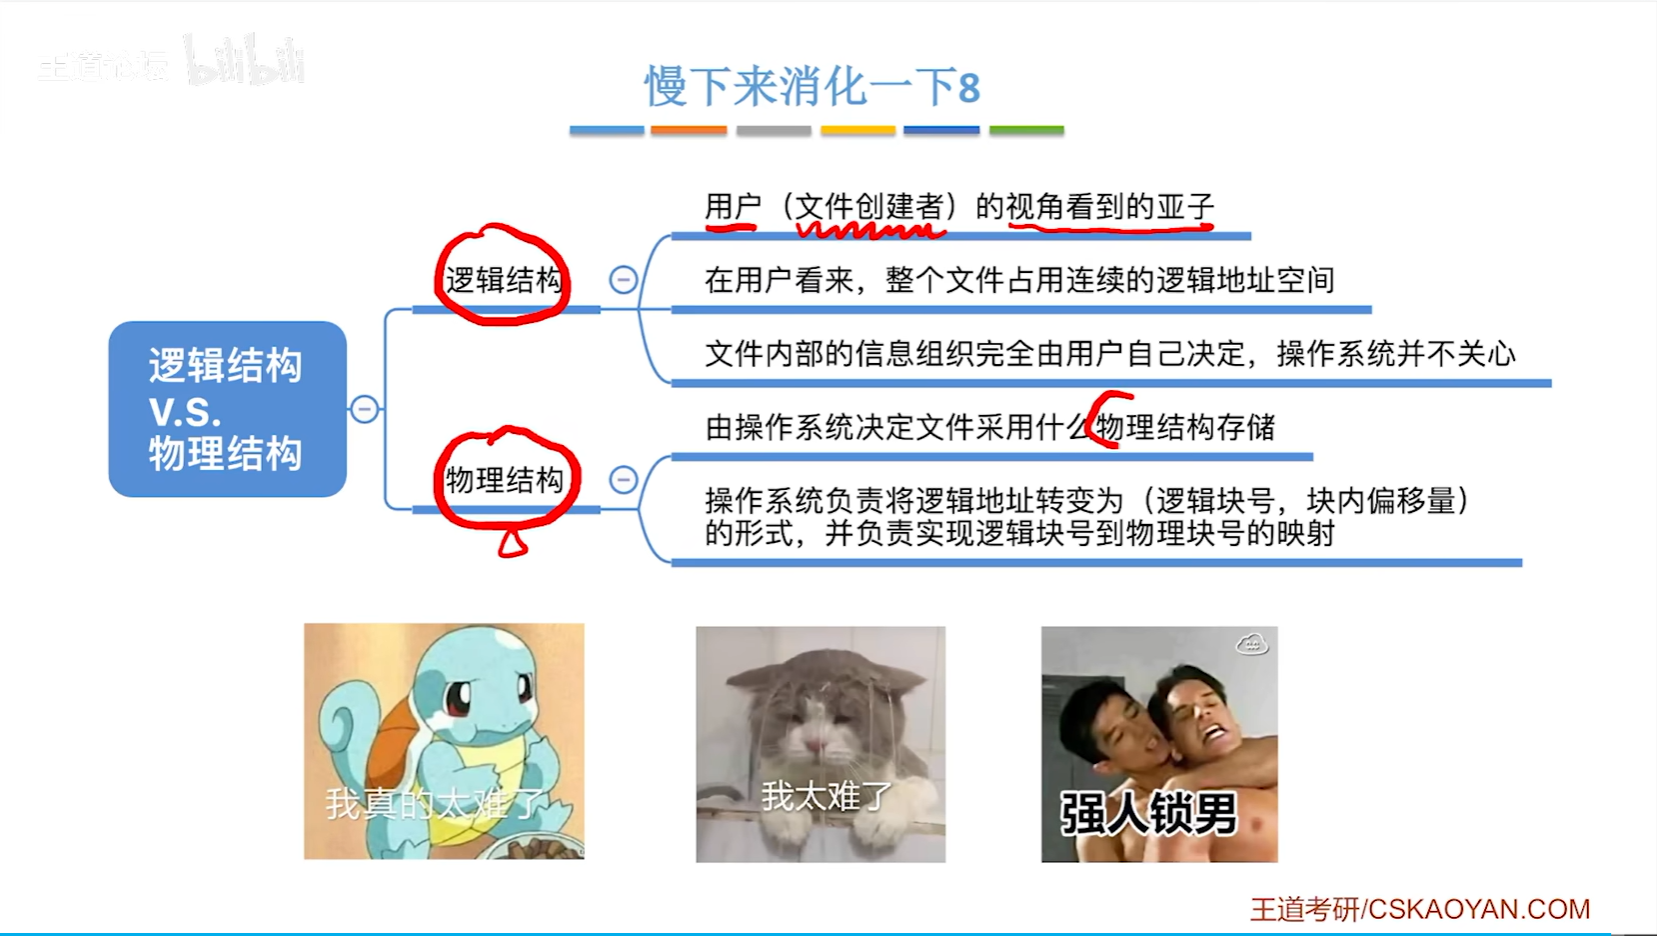 王道论坛 bilibili
慢下来消化一下8
用户（文件创建者）的视角看到的亚子
逻辑结构
在用户看来，整个文件占用连续的逻辑地址空间
文件内部的信息组织完全由用户自己决定，操作系统并不关心
逻辑结构
V.S.
物理结构
由操作系统决定文件采用什么物理结构存储
物理结构
操作系统负责将逻辑地址转变为（逻辑块号，块内偏移量）
的形式，并负责实现逻辑块号到物理块号的映射
我真的太难了
我太难了
强人锁男
王道考研/CSKAOYAN.COM